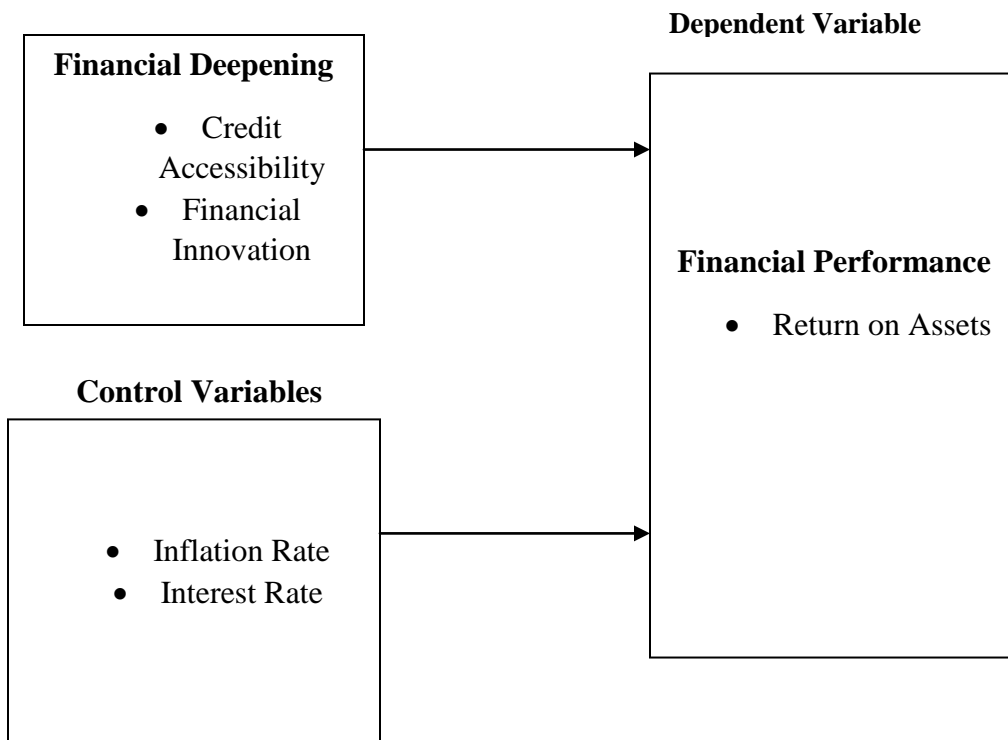 Dependent Variable
Financial Deepening
• Credit
Accessibility
• Financial
Innovation
Financial Performance
• Return on Assets
Control Variables
• Inflation Rate
• Interest Rate